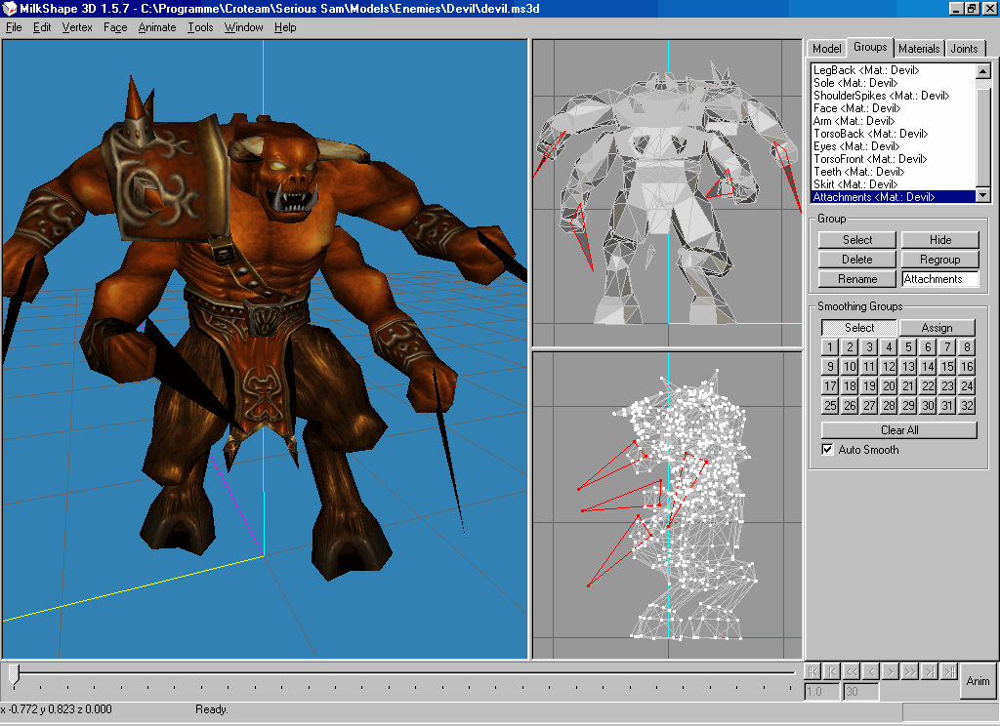 MilkShape 3D 1.5.7 - C:\Programme\Croteam\Serious Sam\Models\Enemies\Devil\devil.ms3d
File Edit Vertex Face Animate Tools Window Help
Model Groups Materials Joints
LegBack <Mat.: Devil>
Sole <Mat.: Devil>
ShoulderSpikes <Mat.: Devil>
Face <Mat.: Devil>
Arm <Mat.: Devil>
TorsoBack <Mat.: Devil>
Eyes <Mat.: Devil>
TorsoFront <Mat.: Devil>
Teeth <Mat.: Devil>
Skirt <Mat.: Devil>
Attachments <Mat.: Devil>
Group
Select Hide
Delete Regroup
Rename Attachments
Smoothing Groups
Select Assign
1 2 3 4 5 6 7 8
9 10 11 12 13 14 15 16
17 18 19 20 21 22 23 24
25 26 27 28 29 30 31 32
Clear All
Auto Smooth
|< |< << < > >> >| >|
Anim
1.0 30
x -0.772 y 0.823 z 0.000 Ready.